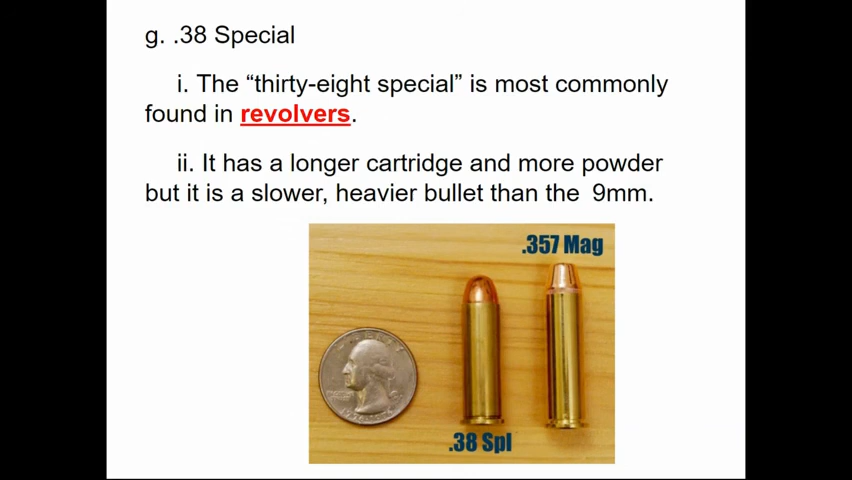 g. .38 Special
i. The “thirty-eight special” is most commonly
found in revolvers.
ii. It has a longer cartridge and more powder
but it is a slower, heavier bullet than the 9mm.
.357 Mag
.38 Spl